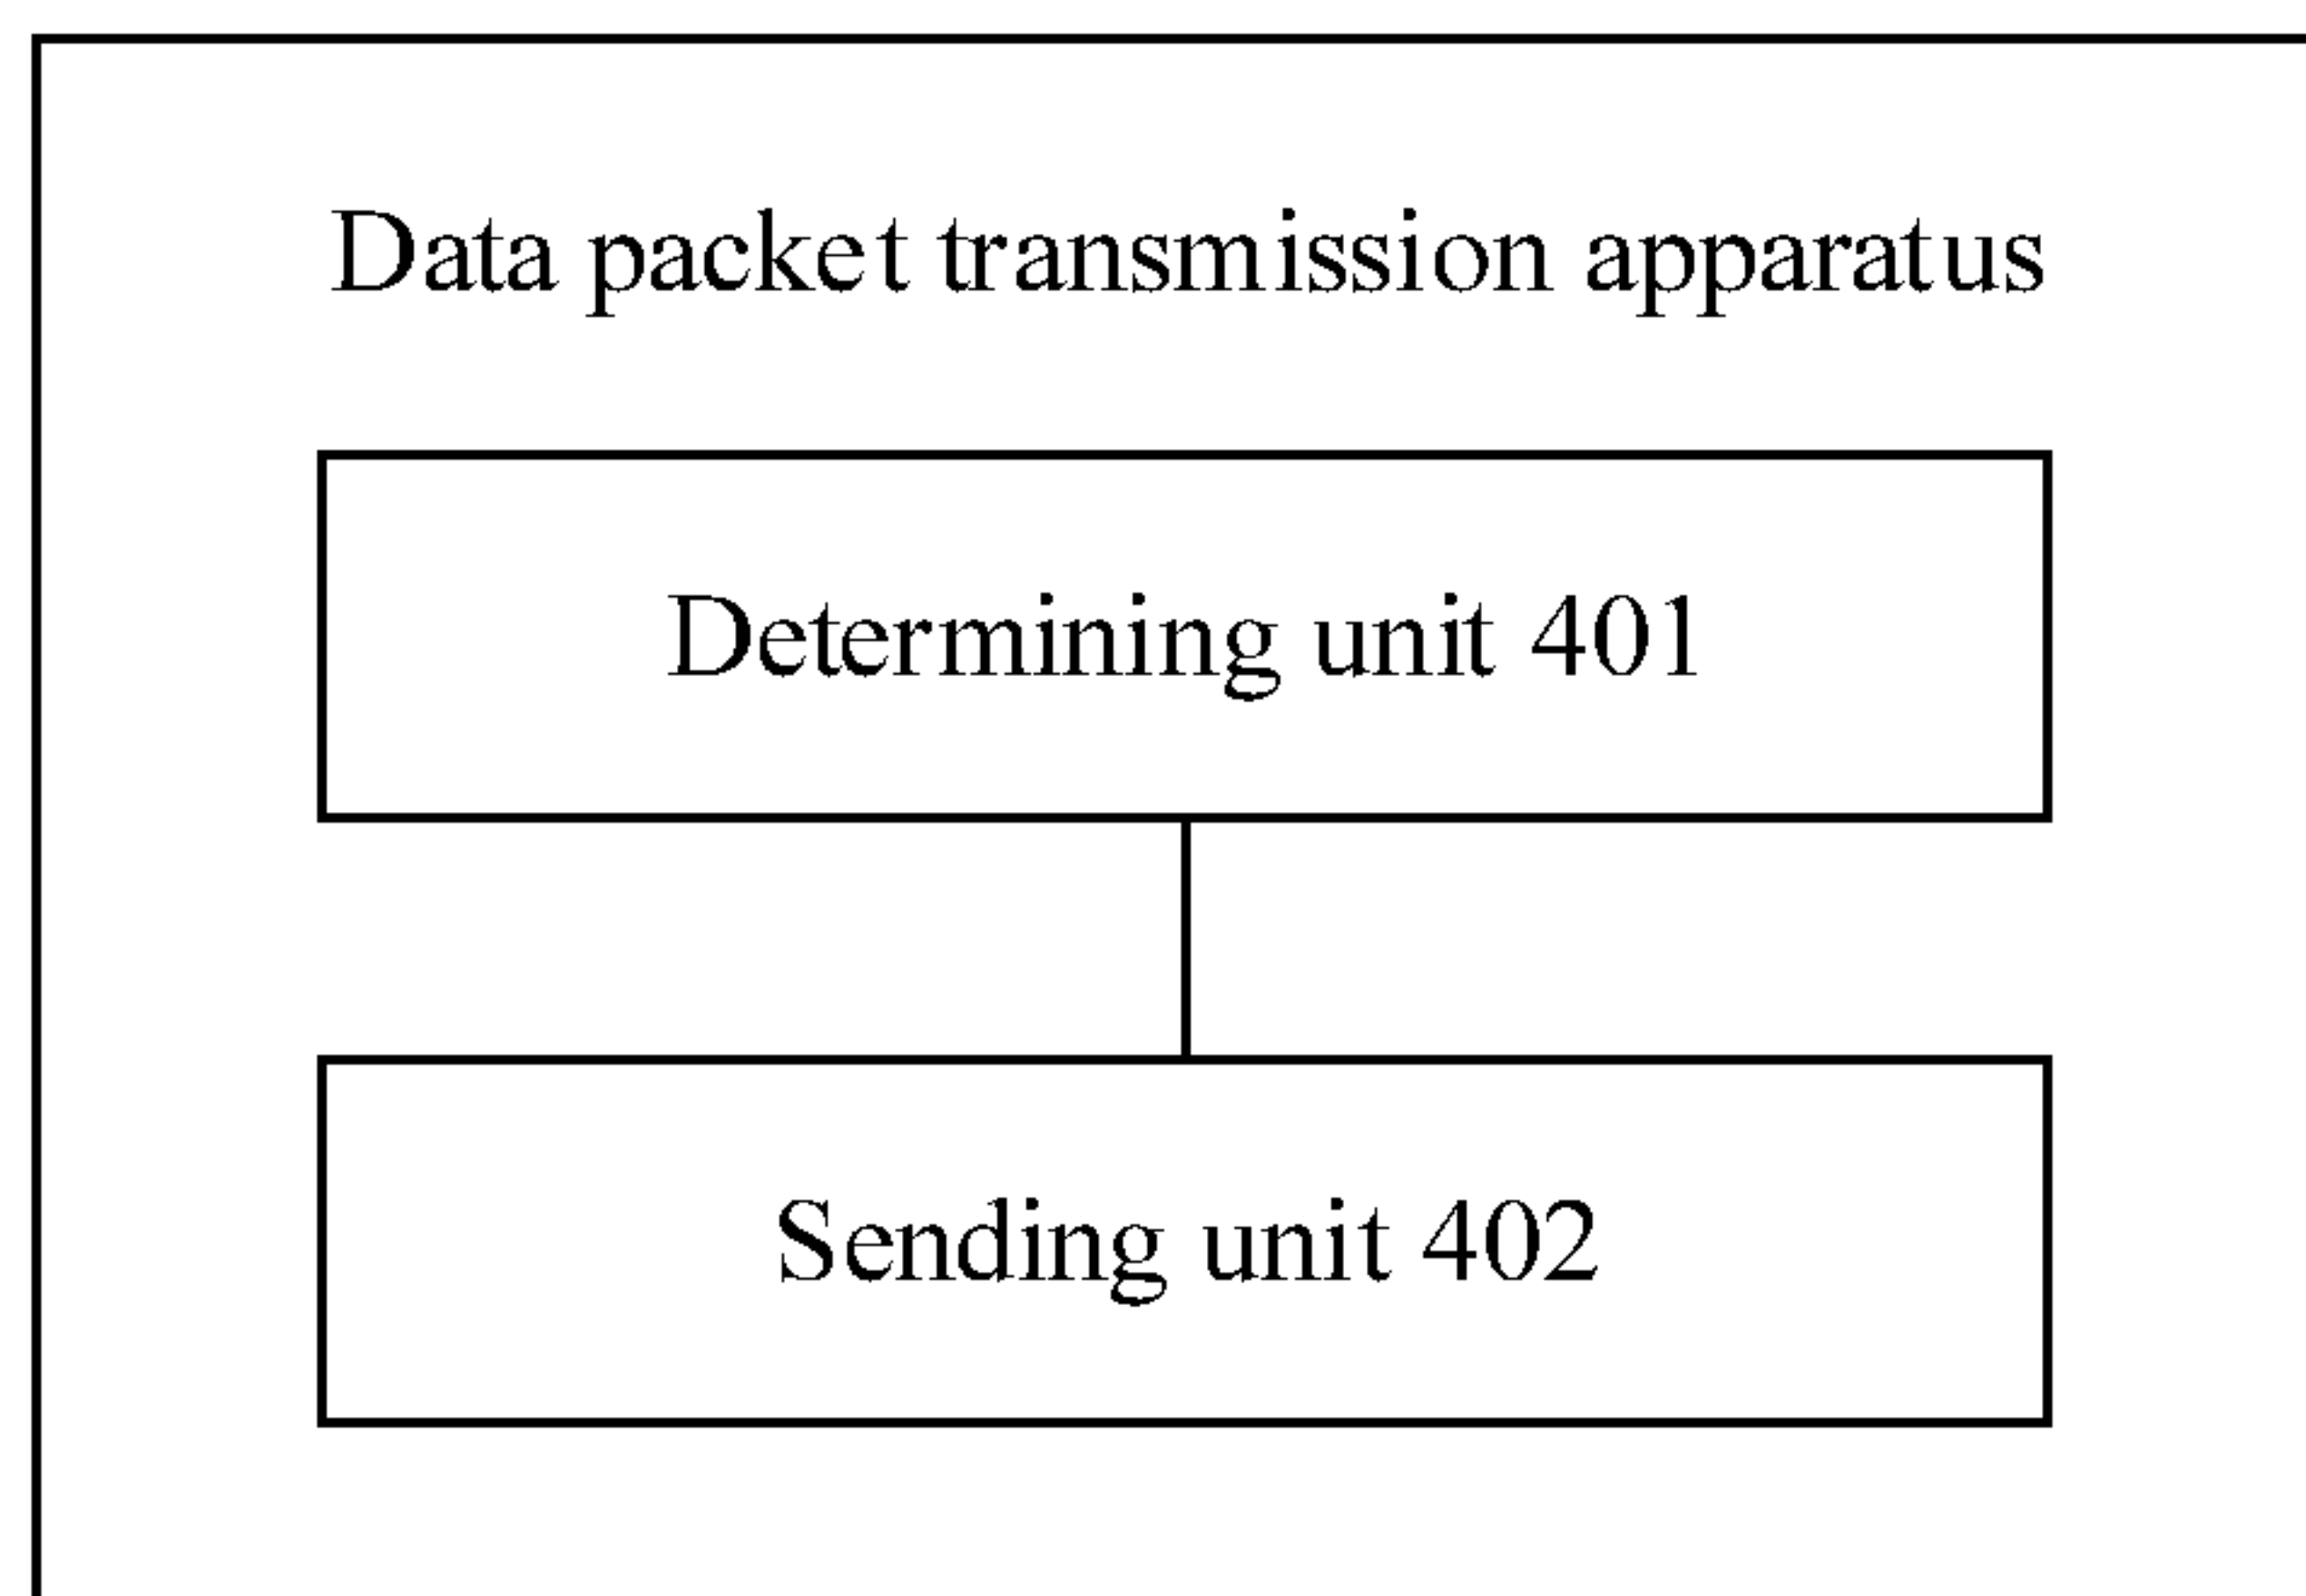 Data packet transmission apparatus
Determining unit 401
Sending unit 402